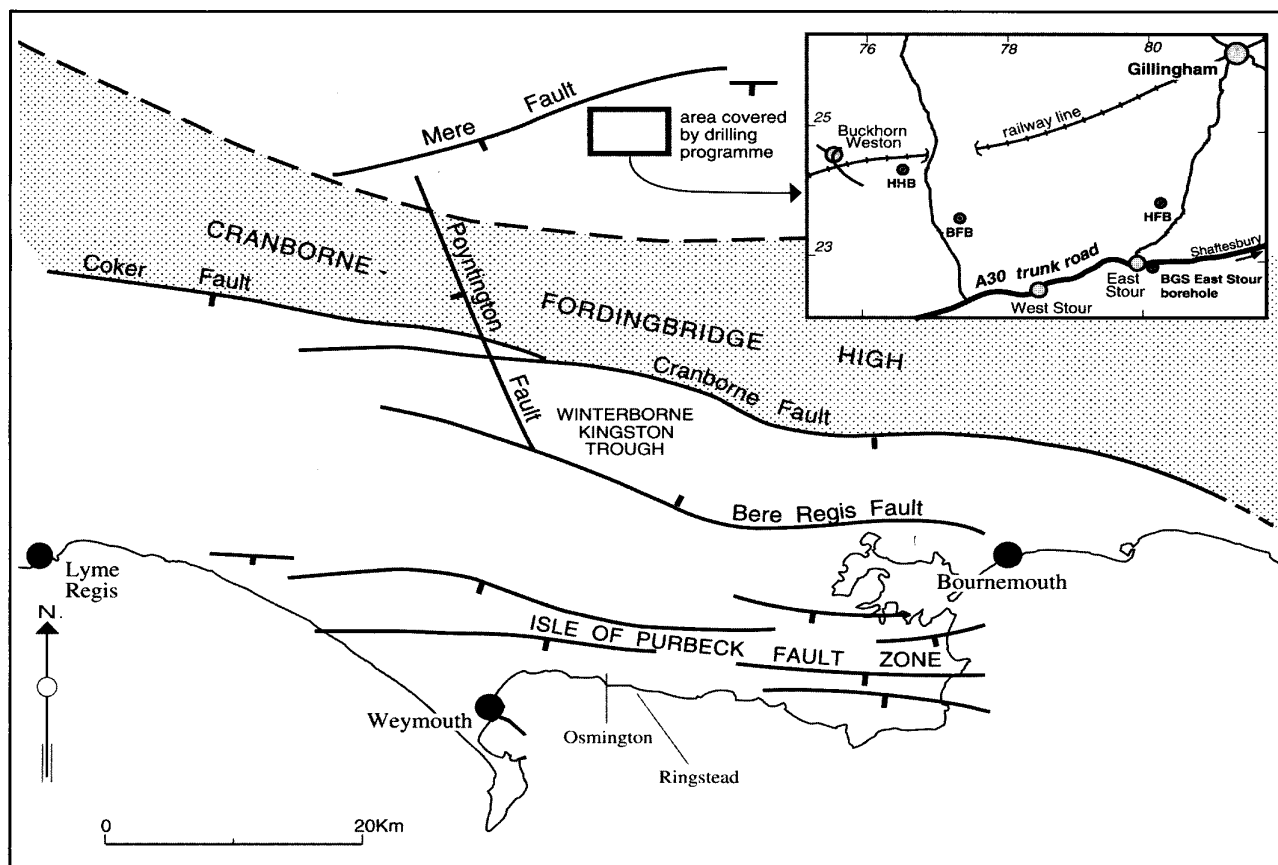 76
78
80
Gillingham
25
railway line
Buckhorn
Weston
HHB
BFB
HFB
23
A30 trunk road
Shaftesbury
East
Stour
BGS East Stour
borehole
West Stour
Mere Fault
area covered
by drilling
programme
CRANBORNE -
FORDINGBRIDGE
HIGH
Coker Fault
Poyntington
Fault
Cranborne Fault
WINTERBORNE
KINGSTON
TROUGH
Bere Regis Fault
Lyme
Regis
Bournemouth
N
ISLE OF PURBECK FAULT ZONE
Weymouth
Osmington
Ringstead
0
20Km